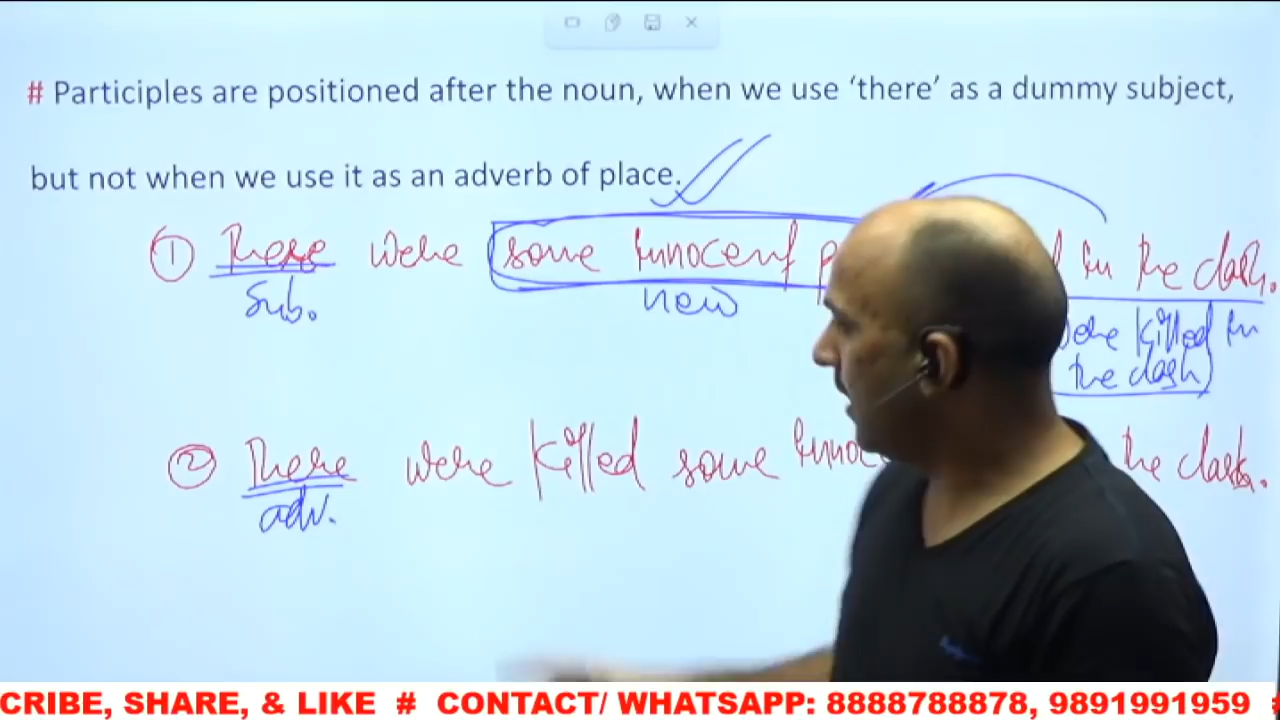 # Participles are positioned after the noun, when we use ‘there’ as a dummy subject,
but not when we use it as an adverb of place.
① There were some innocent in the clash.
Sub. new were killed in
the clash)
② There were killed some the clash.
adv.
CRIBE, SHARE, & LIKE # CONTACT/ WHATSAPP: 8888788878, 9891991959